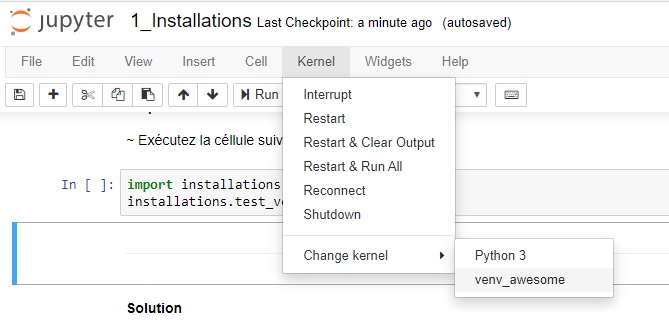 jupyter 1_Installations Last Checkpoint: a minute ago (autosaved)
File Edit View Insert Cell Kernel Widgets Help
Run
Interrupt
Restart
Restart & Clear Output
Restart & Run All
Reconnect
Shutdown
Change kernel
Python 3
venv_awesome
~ Exécutez la céllule
In [ ]: import installations
installations.test_
Solution